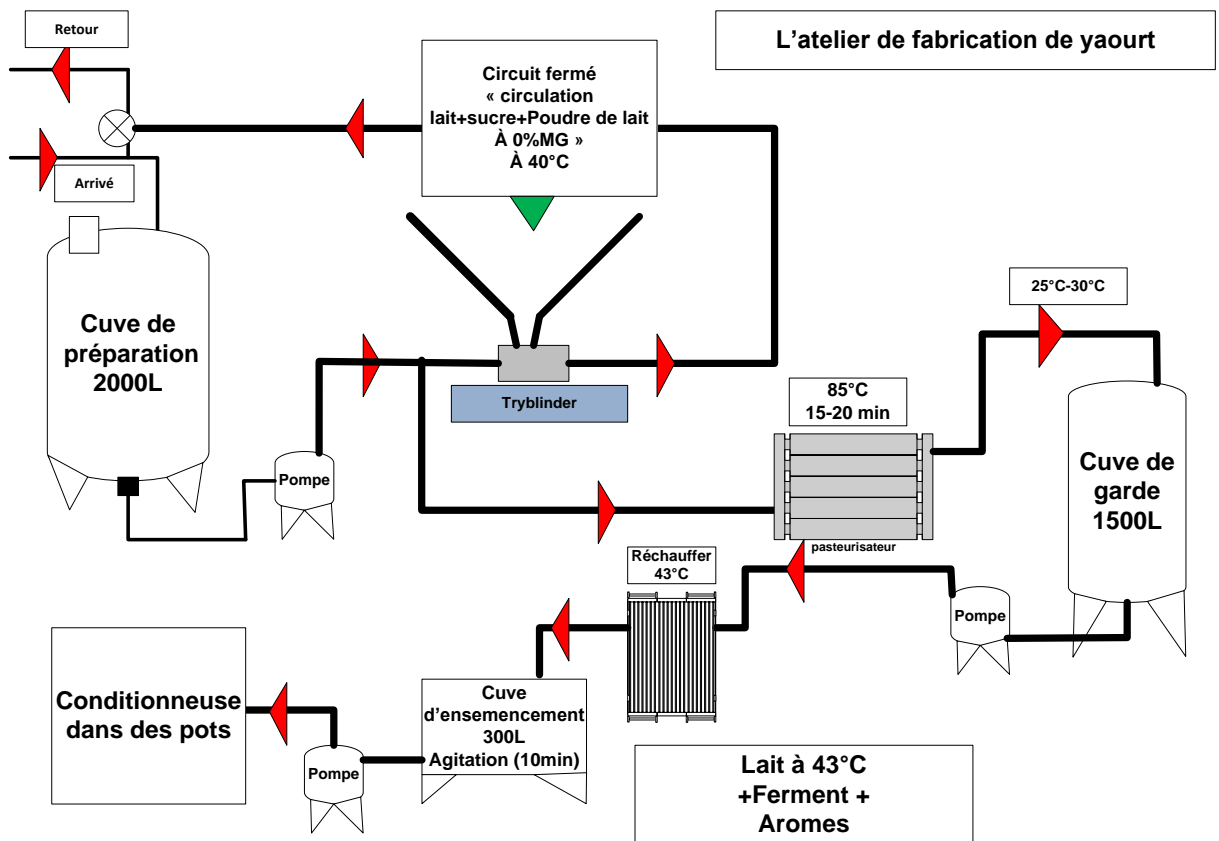 Retour
L'atelier de fabrication de yaourt
Circuit fermé
« circulation
lait+sucre+Poudre de lait
À 0%MG »
À 40°C
Arrivé
Cuve de
préparation
2000L
Pompe
Tryblinder
25°C-30°C
85°C
15-20 min
pasteurisateur
Cuve de
garde
1500L
Pompe
Réchauffer
43°C
Cuve
d'ensemencement
300L
Agitation (10min)
Pompe
Conditionneuse
dans des pots
Lait à 43°C
+Ferment +
Aromes